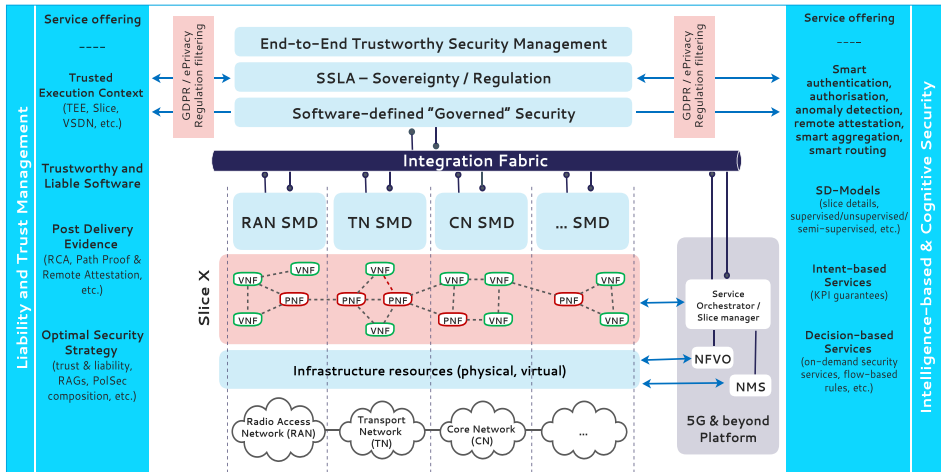 Liability and Trust Management
Service offering
----
Trusted
Execution Context
(TEE, Slice,
VSDN, etc.)
Trustworthy and
Liable Software
Post Delivery
Evidence
(RCA, Path Proof &
Remote Attestation,
etc.)
Optimal Security
Strategy
(trust & liability,
RAGs, PolSec
composition, etc.)
GDPR / ePrivacy
Regulation filtering
End-to-End Trustworthy Security Management
SSLA – Sovereignty / Regulation
Software-defined “Governed” Security
GDPR / ePrivacy
Regulation filtering
Integration Fabric
RAN SMD
TN SMD
CN SMD
... SMD
Slice X
VNF
VNF
PNF
VNF
VNF
PNF
PNF
VNF
VNF
VNF
PNF
VNF
VNF
PNF
VNF
Service
Orchestrator /
Slice manager
NFVO
NMS
5G & beyond
Platform
Infrastructure resources (physical, virtual)
Radio Access
Network (RAN)
Transport
Network
(TN)
Core Network
(CN)
...
Service offering
----
Smart
authentication,
authorisation,
anomaly detection,
remote attestation,
smart aggregation,
smart routing
SD-Models
(slice details,
supervised/unsupervised/
semi-supervised, etc.)
Intent-based
Services
(KPI guarantees)
Decision-based
Services
(on-demand security
services, flow-based
rules, etc.)
Intelligence-based & Cognitive Security